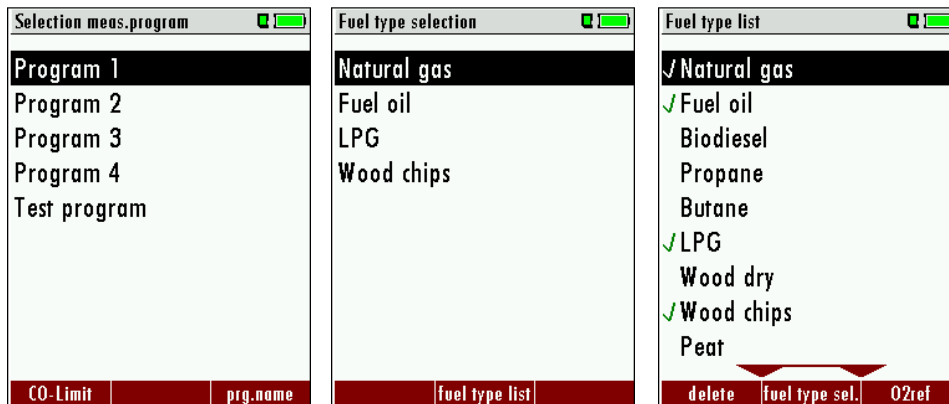 Selection meas.program
Program 1
Program 2
Program 3
Program 4
Test program
CO-Limit
prg.name
Fuel type selection
Natural gas
Fuel oil
LPG
Wood chips
fuel type list
Fuel type list
Natural gas
Fuel oil
Biodiesel
Propane
Butane
LPG
Wood dry
Wood chips
Peat
delete
fuel type sel.
O2ref